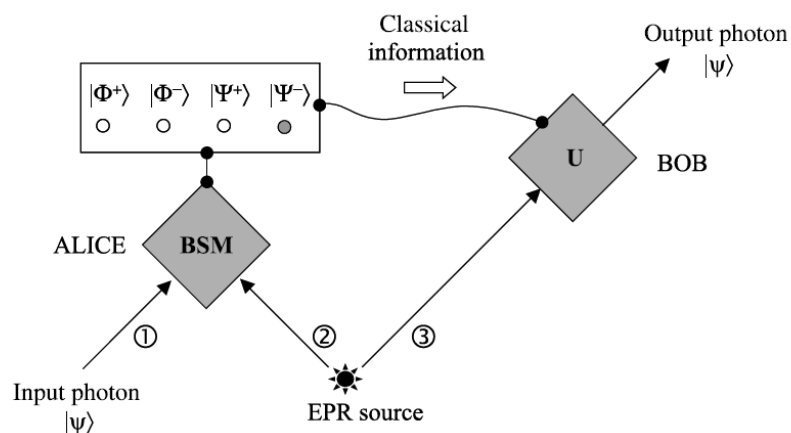 Classical
information
Output photon
|ψ⟩
|Φ⁺⟩ |Φ⁻⟩ |Ψ⁺⟩ |Ψ⁻⟩
U
BOB
ALICE
BSM
①
②
③
Input photon
|ψ⟩
EPR source